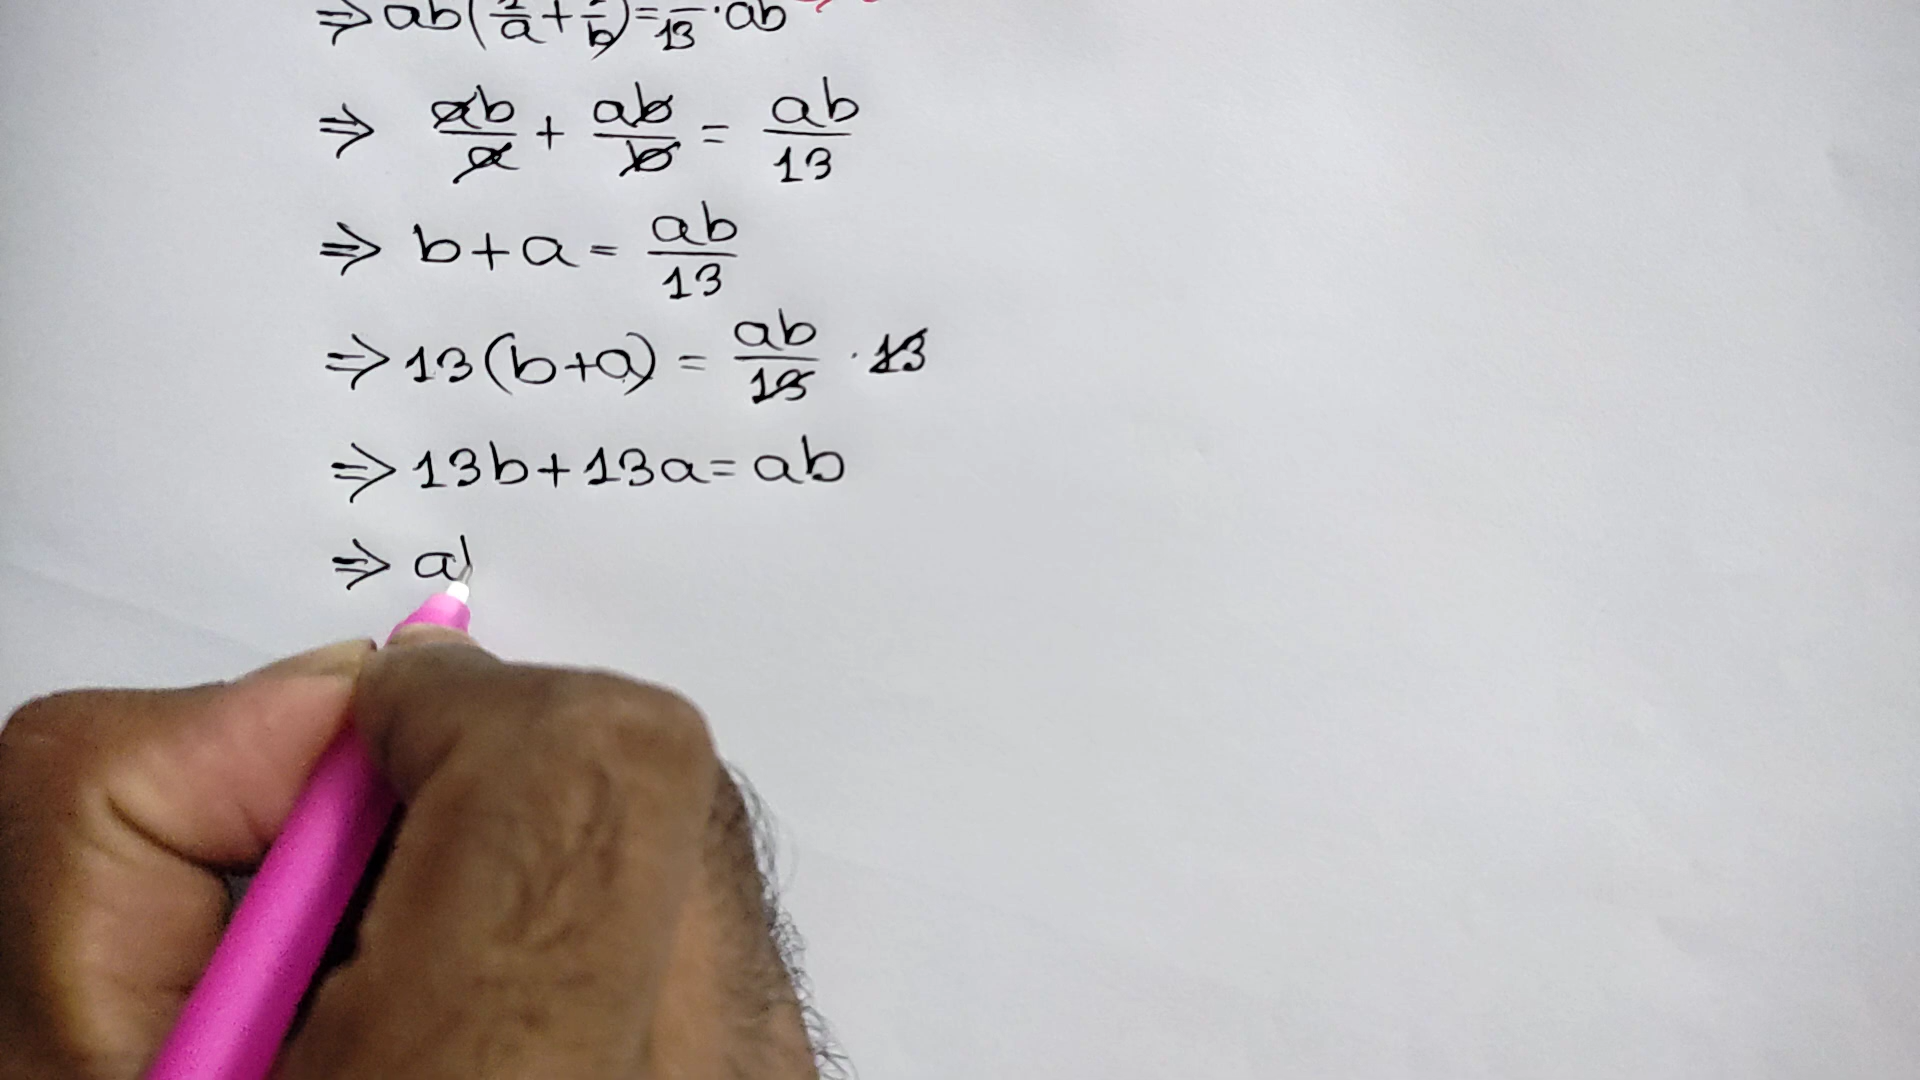 ⇒ ab(1/a + 1/b) = 1/13 · ab
⇒ ab/a + ab/b = ab/13
⇒ b+a = ab/13
⇒ 13(b+a) = ab/13 · 13
⇒ 13b+13a=ab
⇒ ab